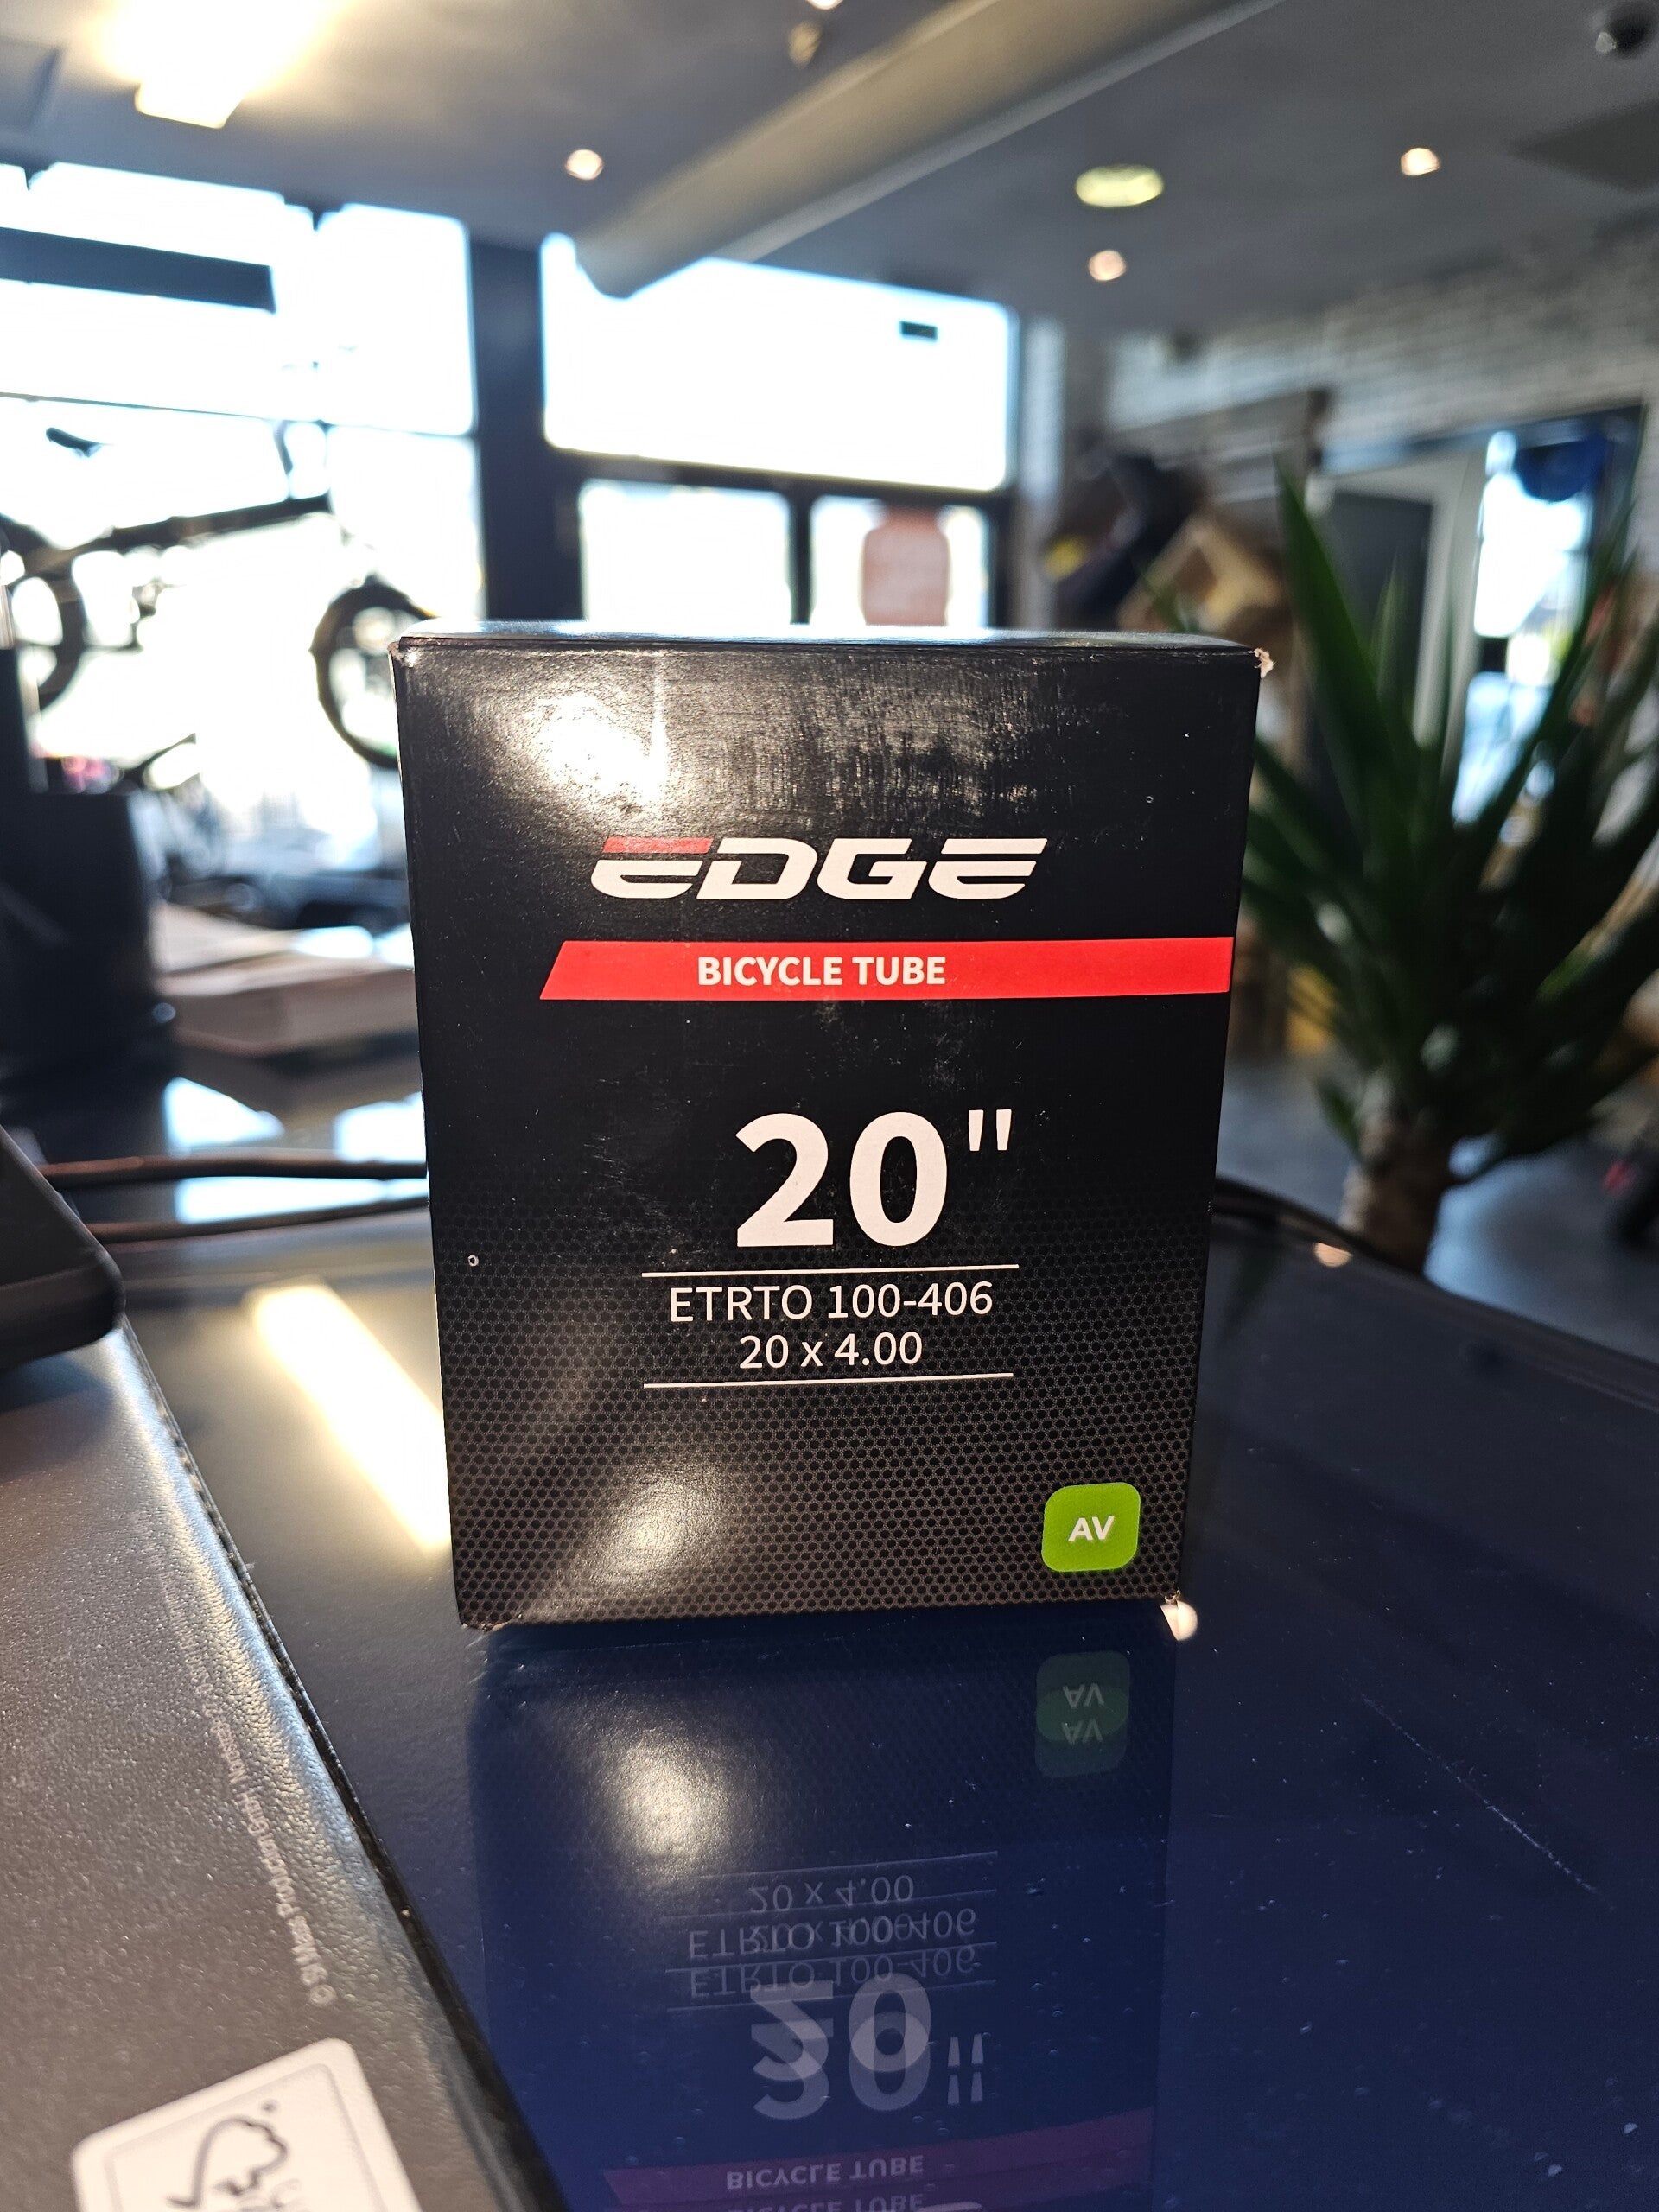 EDGE
BICYCLE TUBE
20"
ETRTO 100-406
20 x 4.00
AV